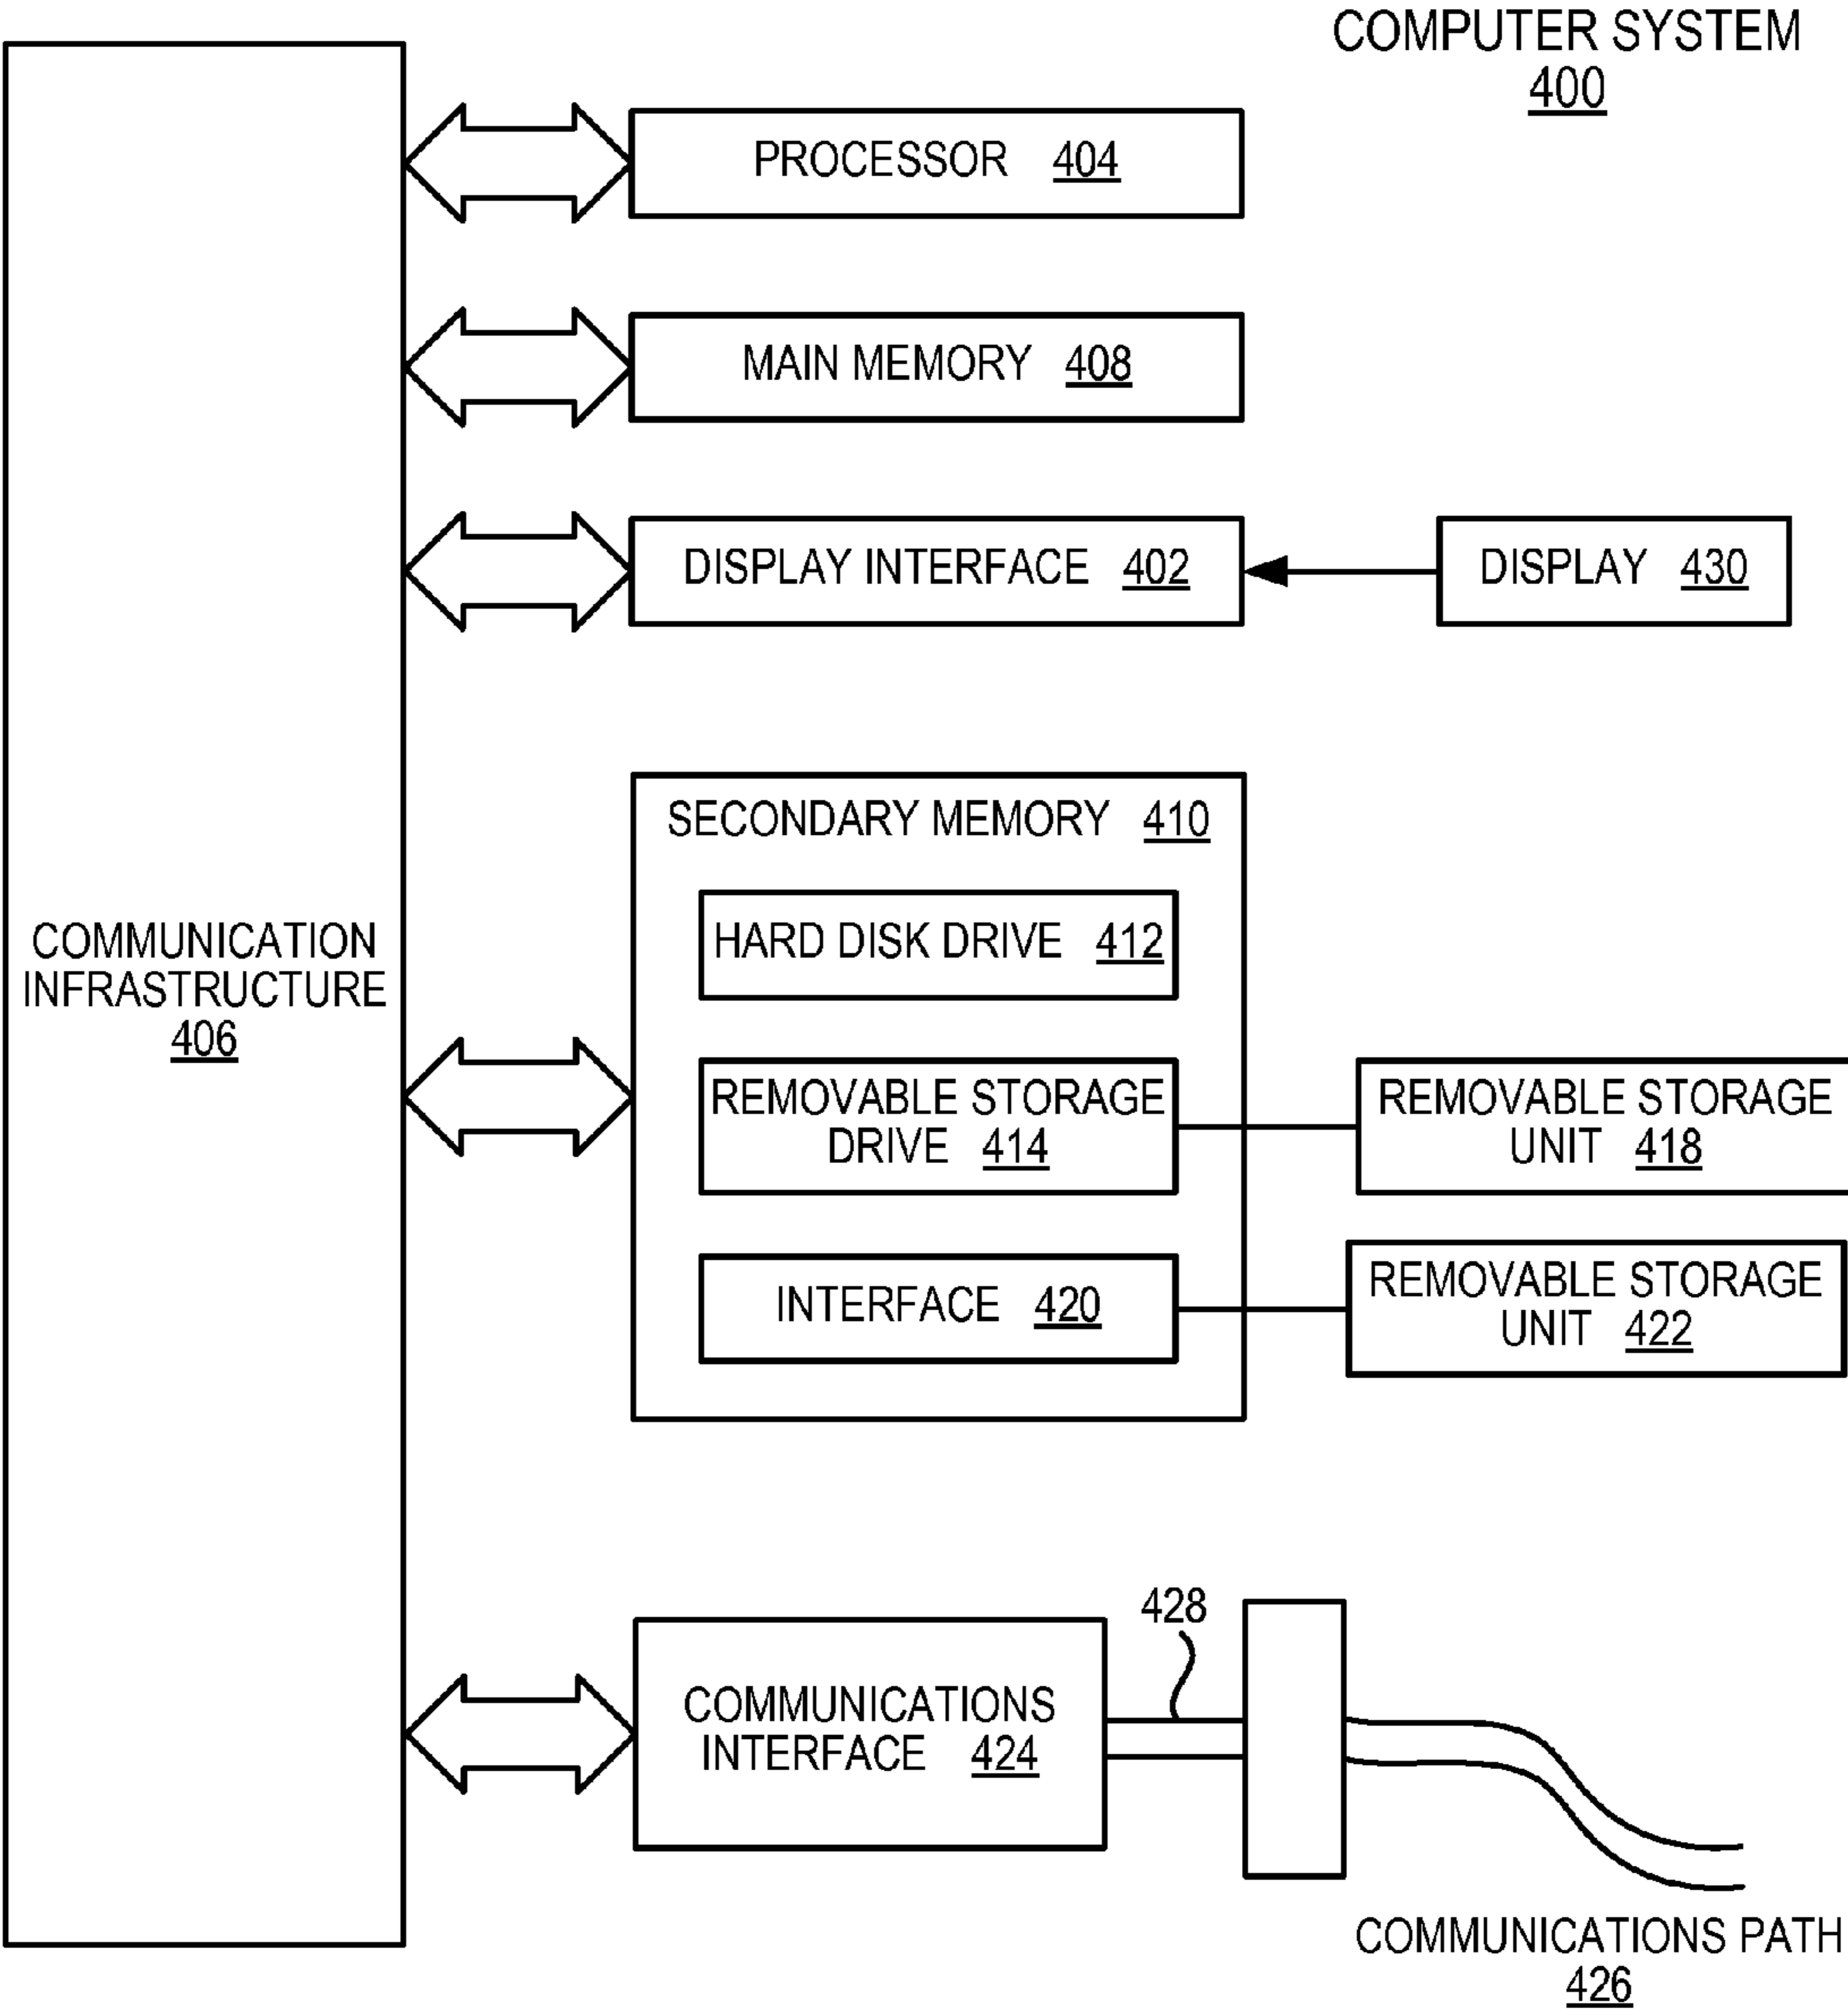 COMPUTER SYSTEM
400
PROCESSOR 404
MAIN MEMORY 408
DISPLAY INTERFACE 402
DISPLAY 430
SECONDARY MEMORY 410
HARD DISK DRIVE 412
COMMUNICATION
INFRASTRUCTURE
406
REMOVABLE STORAGE
DRIVE 414
REMOVABLE STORAGE
UNIT 418
INTERFACE 420
REMOVABLE STORAGE
UNIT 422
428
COMMUNICATIONS
INTERFACE 424
COMMUNICATIONS PATH
426